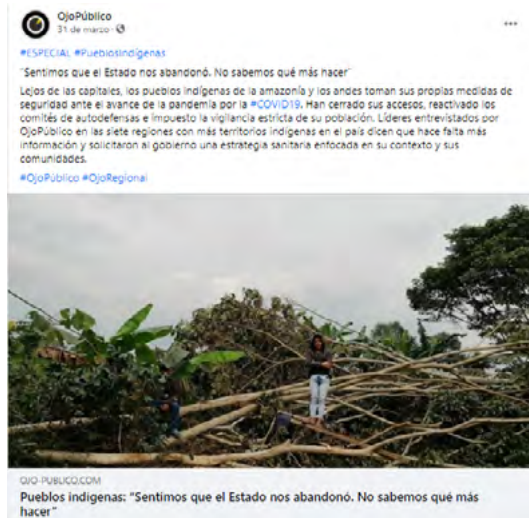 OjoPúblico
31 de marzo ·
#ESPECIAL #PueblosIndígenas
"Sentimos que el Estado nos abandonó. No sabemos qué más hacer"
Lejos de las capitales, los pueblos indígenas de la amazonía y los andes toman sus propias medidas de
seguridad ante el avance de la pandemia por la #COVID19. Han cerrado sus accesos, reactivado los
comités de autodefensas e impuesto la vigilancia estricta de su población. Líderes entrevistados por
OjoPúblico en las siete regiones con más territorios indígenas en el país dicen que hace falta más
información y solicitaron al gobierno una estrategia sanitaria enfocada en su contexto y sus
comunidades.
#OjoPúblico #OjoRegional
OJO-PUBLICO.COM
Pueblos indígenas: "Sentimos que el Estado nos abandonó. No sabemos qué más
hacer"